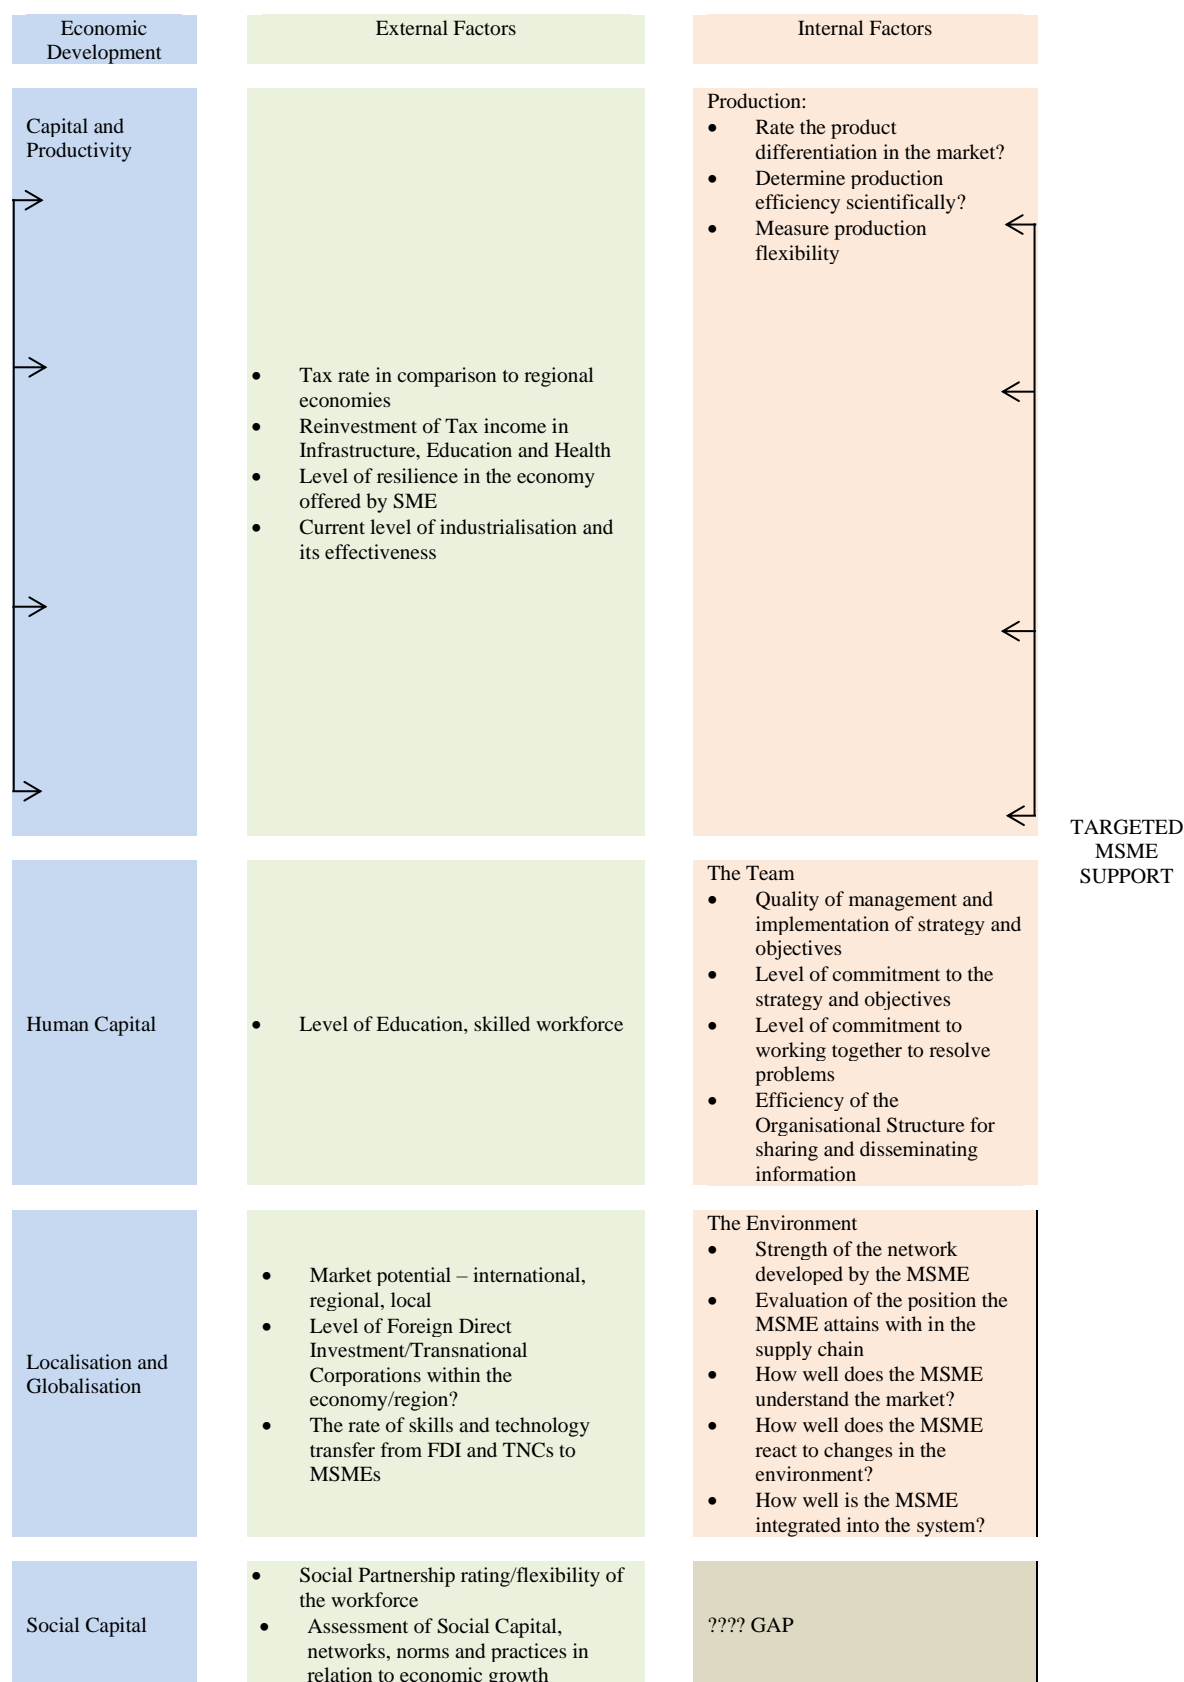 Economic
Development
External Factors
Internal Factors
Capital and
Productivity
• Tax rate in comparison to regional
economies
• Reinvestment of Tax income in
Infrastructure, Education and Health
• Level of resilience in the economy
offered by SME
• Current level of industrialisation and
its effectiveness
Production:
• Rate the product
differentiation in the market?
• Determine production
efficiency scientifically?
• Measure production
flexibility
TARGETED
MSME
SUPPORT
Human Capital
• Level of Education, skilled workforce
The Team
• Quality of management and
implementation of strategy and
objectives
• Level of commitment to the
strategy and objectives
• Level of commitment to
working together to resolve
problems
• Efficiency of the
Organisational Structure for
sharing and disseminating
information
Localisation and
Globalisation
• Market potential – international,
regional, local
• Level of Foreign Direct
Investment/Transnational
Corporations within the
economy/region?
• The rate of skills and technology
transfer from FDI and TNCs to
MSMEs
The Environment
• Strength of the network
developed by the MSME
• Evaluation of the position the
MSME attains with in the
supply chain
• How well does the MSME
understand the market?
• How well does the MSME
react to changes in the
environment?
• How well is the MSME
integrated into the system?
Social Capital
• Social Partnership rating/flexibility of
the workforce
• Assessment of Social Capital,
networks, norms and practices in
relation to economic growth
???? GAP